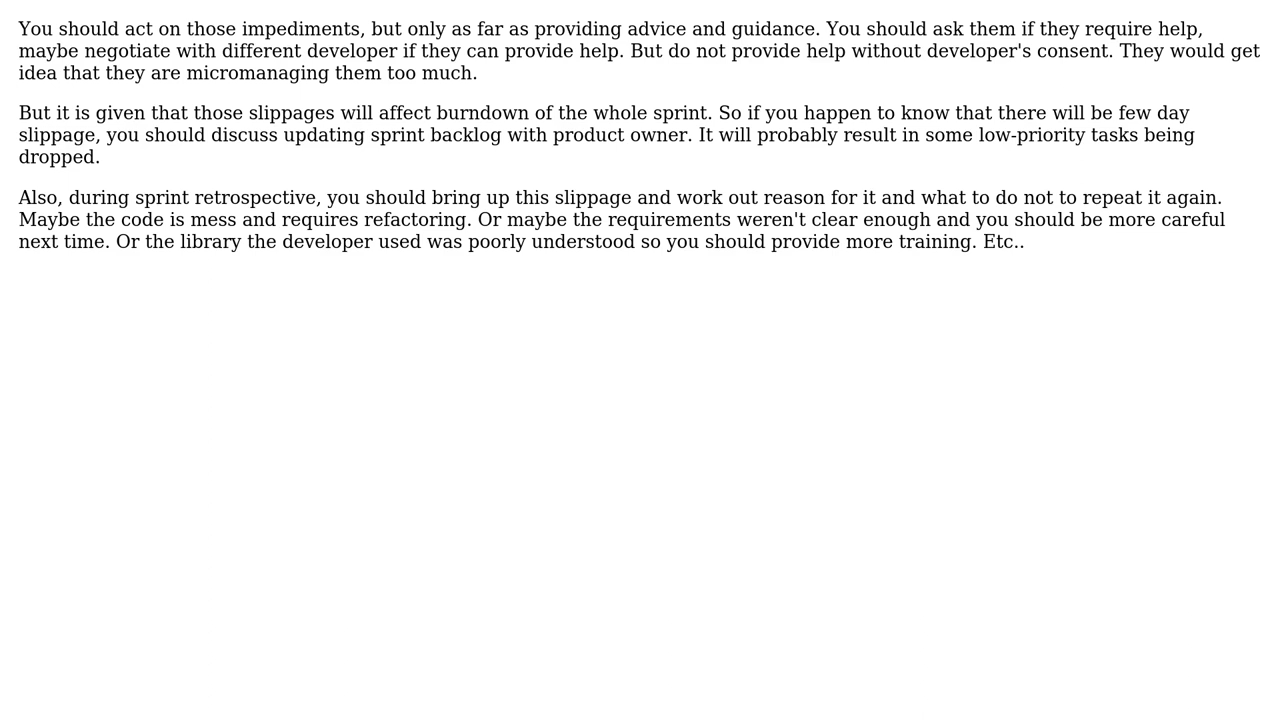 You should act on those impediments, but only as far as providing advice and guidance. You should ask them if they require help,
maybe negotiate with different developer if they can provide help. But do not provide help without developer's consent. They would get
idea that they are micromanaging them too much.
But it is given that those slippages will affect burndown of the whole sprint. So if you happen to know that there will be few day
slippage, you should discuss updating sprint backlog with product owner. It will probably result in some low-priority tasks being
dropped.
Also, during sprint retrospective, you should bring up this slippage and work out reason for it and what to do not to repeat it again.
Maybe the code is mess and requires refactoring. Or maybe the requirements weren't clear enough and you should be more careful
next time. Or the library the developer used was poorly understood so you should provide more training. Etc..